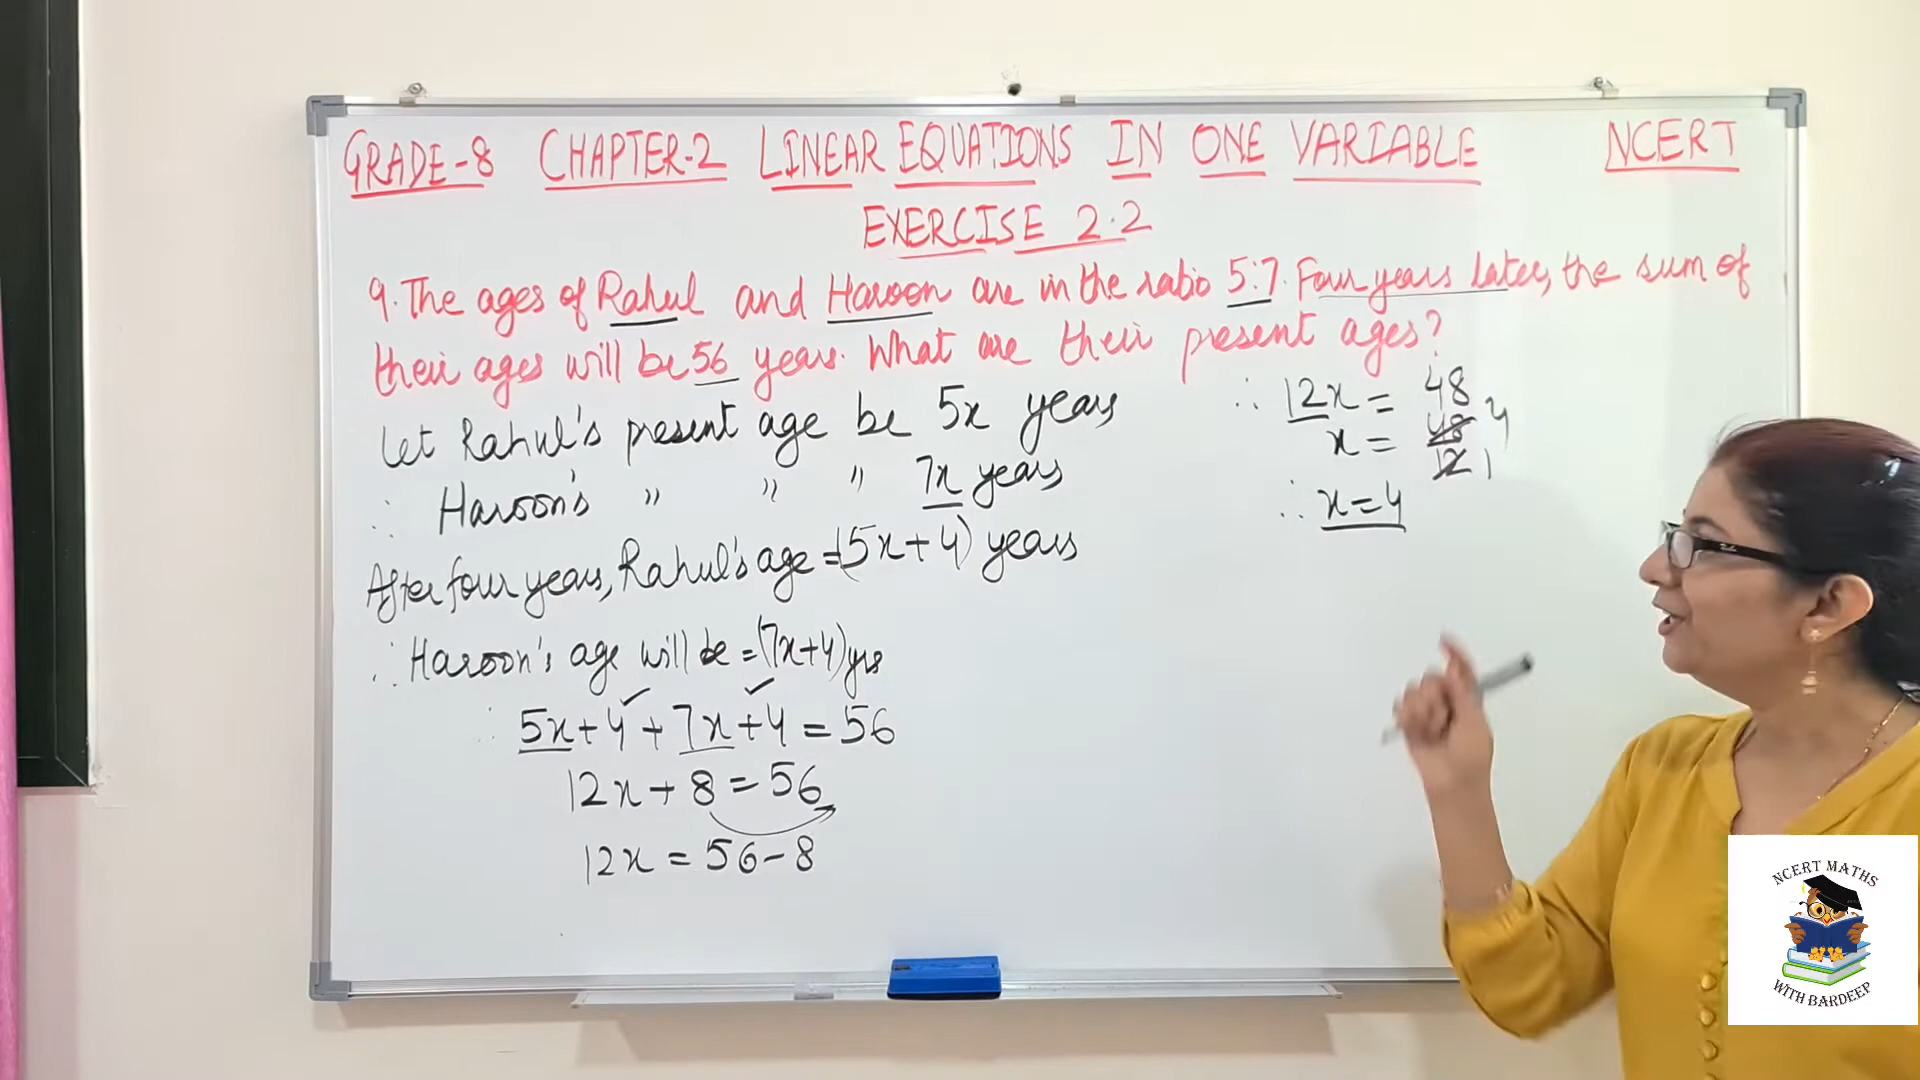 GRADE-8 CHAPTER-2 LINEAR EQUATIONS IN ONE VARIABLE NCERT
EXERCISE 2.2
9. The ages of Rahul and Haroon are in the ratio 5:7. Four years later, the sum of
their ages will be 56 years. What are their present ages?
Let Rahul's present age be 5x years
∴ Haroon's " " " 7x years
After four years, Rahul's age = (5x+4) years
∴ Haroon's age will be = (7x+4) yrs
∴ 5x+4 + 7x+4 = 56
12x + 8 = 56
12x = 56-8
∴ 12x = 48
x = 48 4
12 1
∴ x=4
NCERT MATHS
WITH BARDEEP